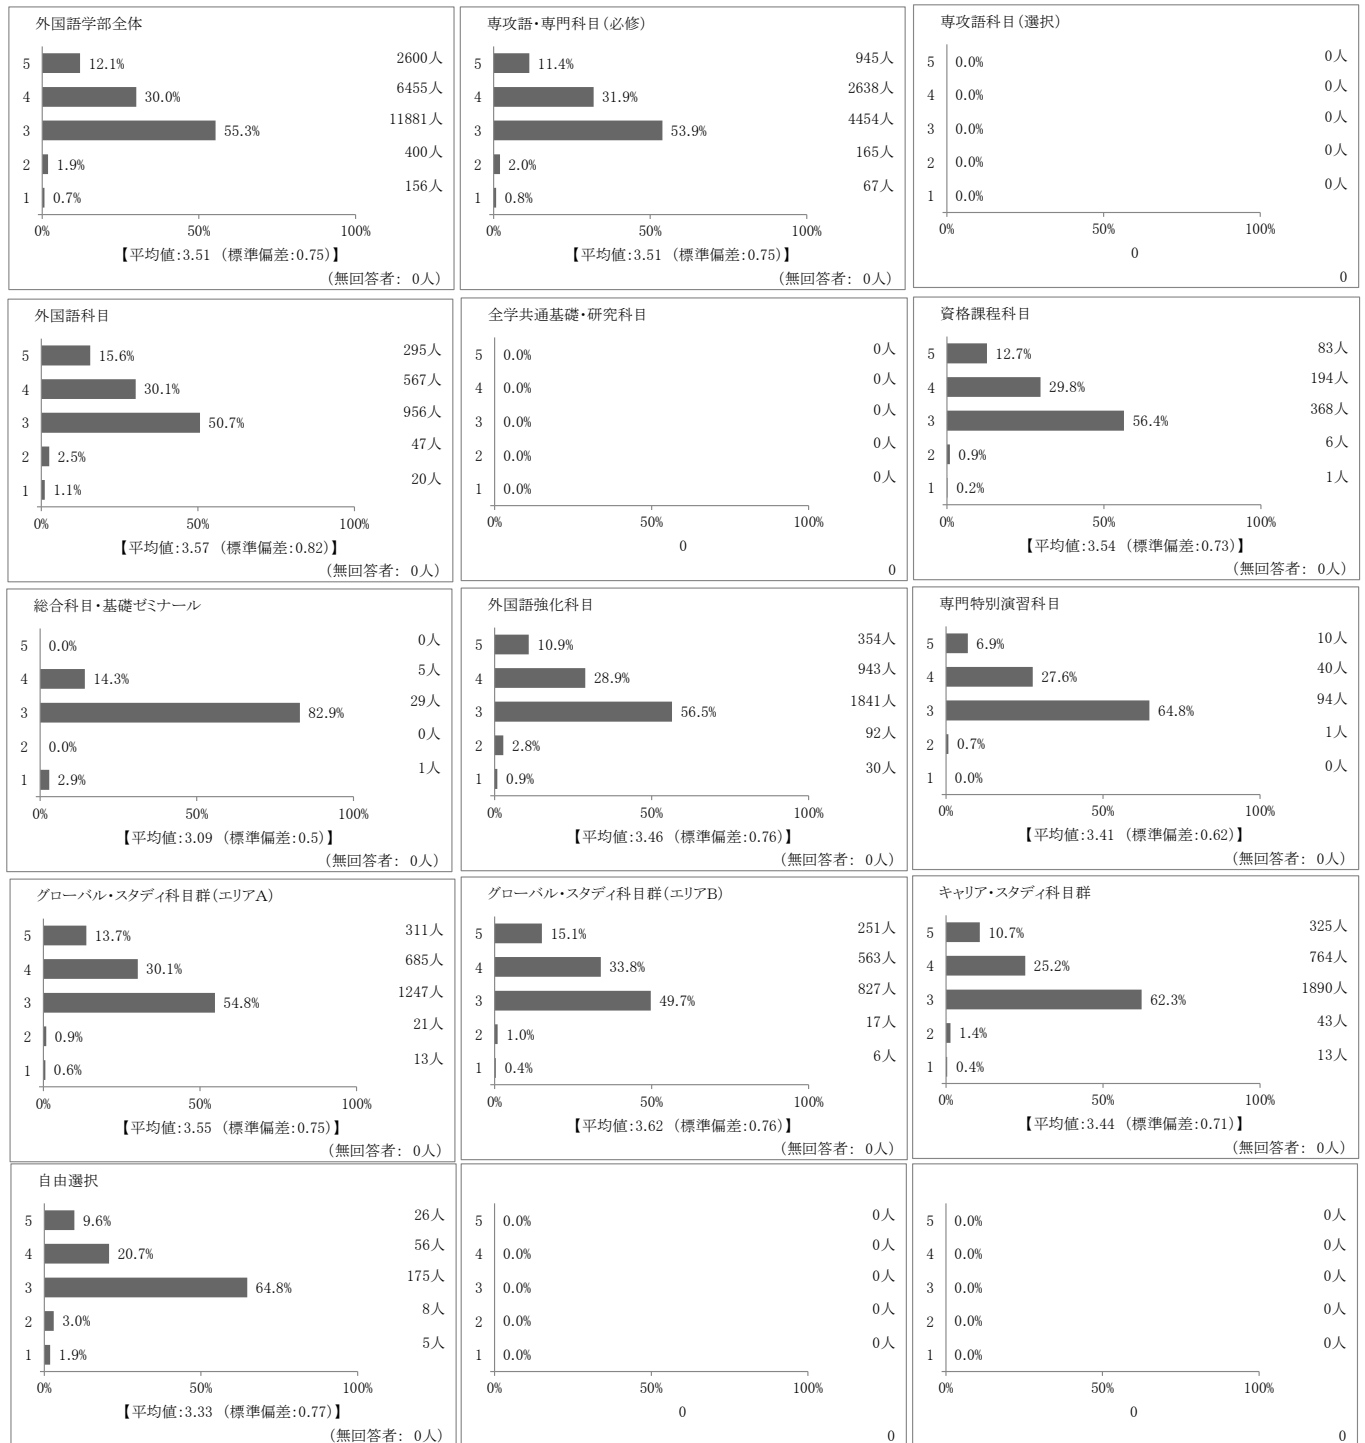 外国語学部全体
5 12.1% 2600人
4 30.0% 6455人
3 55.3% 11881人
2 1.9% 400人
1 0.7% 156人
0% 50% 100%
【平均値:3.51 (標準偏差:0.75)】
(無回答者: 0人)
専攻語・専門科目(必修)
5 11.4% 945人
4 31.9% 2638人
3 53.9% 4454人
2 2.0% 165人
1 0.8% 67人
0% 50% 100%
【平均値:3.51 (標準偏差:0.75)】
(無回答者: 0人)
専攻語科目(選択)
5 0.0% 0人
4 0.0% 0人
3 0.0% 0人
2 0.0% 0人
1 0.0% 0人
0% 50% 100%
0
0
外国語科目
5 15.6% 295人
4 30.1% 567人
3 50.7% 956人
2 2.5% 47人
1 1.1% 20人
0% 50% 100%
【平均値:3.57 (標準偏差:0.82)】
(無回答者: 0人)
全学共通基礎・研究科目
5 0.0% 0人
4 0.0% 0人
3 0.0% 0人
2 0.0% 0人
1 0.0% 0人
0% 50% 100%
0
0
資格課程科目
5 12.7% 83人
4 29.8% 194人
3 56.4% 368人
2 0.9% 6人
1 0.2% 1人
0% 50% 100%
【平均値:3.54 (標準偏差:0.73)】
(無回答者: 0人)
総合科目・基礎ゼミナール
5 0.0% 0人
4 14.3% 5人
3 82.9% 29人
2 0.0% 0人
1 2.9% 1人
0% 50% 100%
【平均値:3.09 (標準偏差:0.5)】
(無回答者: 0人)
外国語強化科目
5 10.9% 354人
4 28.9% 943人
3 56.5% 1841人
2 2.8% 92人
1 0.9% 30人
0% 50% 100%
【平均値:3.46 (標準偏差:0.76)】
(無回答者: 0人)
専門特別演習科目
5 6.9% 10人
4 27.6% 40人
3 64.8% 94人
2 0.7% 1人
1 0.0% 0人
0% 50% 100%
【平均値:3.41 (標準偏差:0.62)】
(無回答者: 0人)
グローバル・スタディ科目群(エリアA)
5 13.7% 311人
4 30.1% 685人
3 54.8% 1247人
2 0.9% 21人
1 0.6% 13人
0% 50% 100%
【平均値:3.55 (標準偏差:0.75)】
(無回答者: 0人)
グローバル・スタディ科目群(エリアB)
5 15.1% 251人
4 33.8% 563人
3 49.7% 827人
2 1.0% 17人
1 0.4% 6人
0% 50% 100%
【平均値:3.62 (標準偏差:0.76)】
(無回答者: 0人)
キャリア・スタディ科目群
5 10.7% 325人
4 25.2% 764人
3 62.3% 1890人
2 1.4% 43人
1 0.4% 13人
0% 50% 100%
【平均値:3.44 (標準偏差:0.71)】
(無回答者: 0人)
自由選択
5 9.6% 26人
4 20.7% 56人
3 64.8% 175人
2 3.0% 8人
1 1.9% 5人
0% 50% 100%
【平均値:3.33 (標準偏差:0.77)】
(無回答者: 0人)
5 0.0% 0人
4 0.0% 0人
3 0.0% 0人
2 0.0% 0人
1 0.0% 0人
0% 50% 100%
0
0
5 0.0% 0人
4 0.0% 0人
3 0.0% 0人
2 0.0% 0人
1 0.0% 0人
0% 50% 100%
0
0